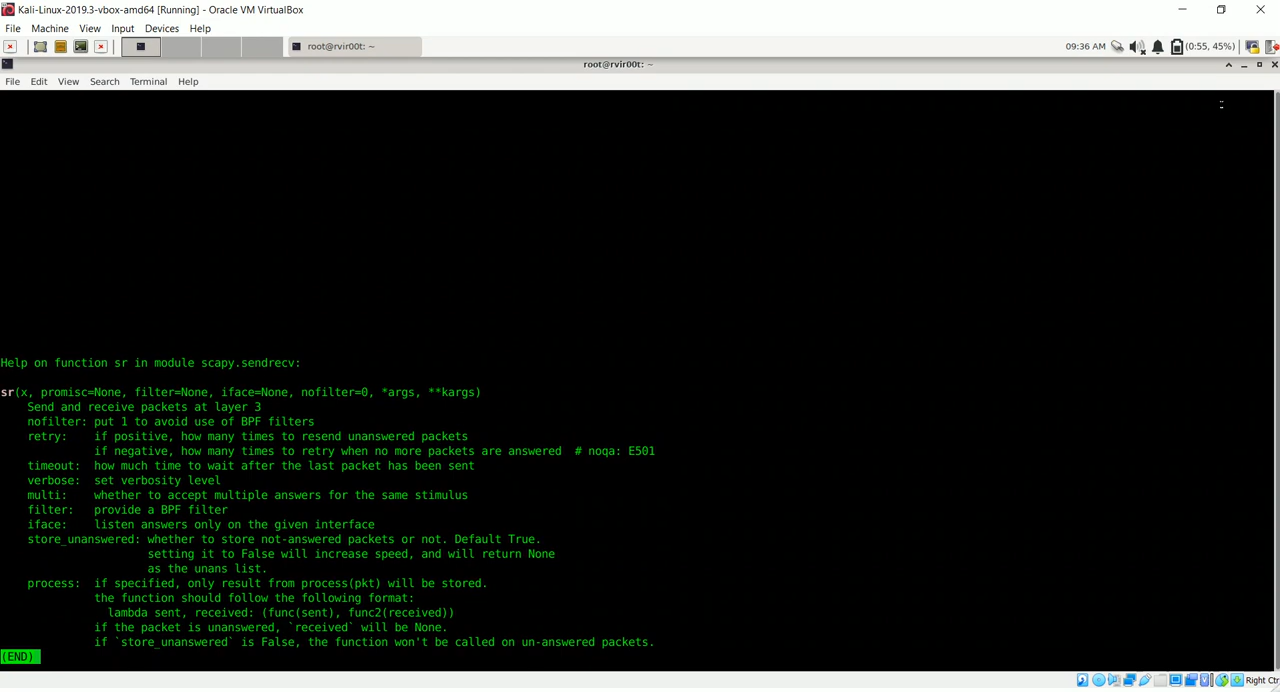 Kali-Linux-2019.3-vbox-amd64 [Running] - Oracle VM VirtualBox
File Machine View Input Devices Help
root@rvir00t: ~
09:36 AM
(0:55, 45%)
root@rvir00t: ~
File Edit View Search Terminal Help
Help on function sr in module scapy.sendrecv:
sr(x, promisc=None, filter=None, iface=None, nofilter=0, *args, **kargs)
Send and receive packets at layer 3
nofilter: put 1 to avoid use of BPF filters
retry: if positive, how many times to resend unanswered packets
if negative, how many times to retry when no more packets are answered # noqa: E501
timeout: how much time to wait after the last packet has been sent
verbose: set verbosity level
multi: whether to accept multiple answers for the same stimulus
filter: provide a BPF filter
iface: listen answers only on the given interface
store_unanswered: whether to store not-answered packets or not. Default True.
setting it to False will increase speed, and will return None
as the unans list.
process: if specified, only result from process(pkt) will be stored.
the function should follow the following format:
lambda sent, received: (func(sent), func2(received))
if the packet is unanswered, `received` will be None.
if `store_unanswered` is False, the function won't be called on un-answered packets.
(END)
Right Ctr